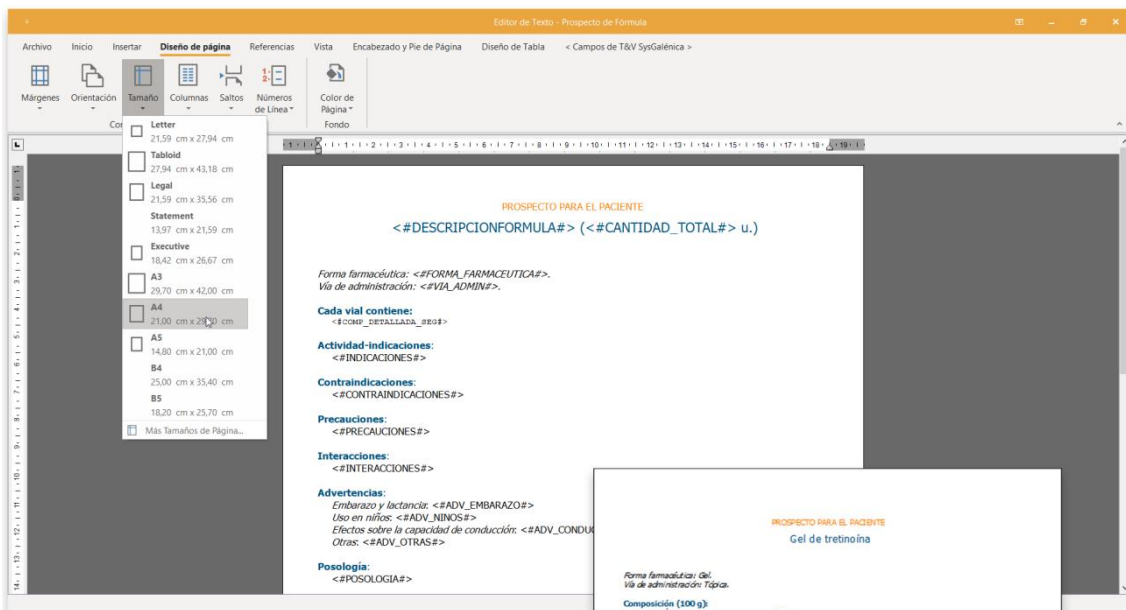 Editor de Texto - Prospecto de Fórmula
Archivo Inicio Insertar Diseño de página Referencias Vista Encabezado y Pie de Página Diseño de Tabla < Campos de T&V SysGalénica >
Márgenes Orientación Tamaño Columnas Saltos Números de Línea Color de Página
Fondo
Letter
21,59 cm x 27,94 cm
Tabloid
27,94 cm x 43,18 cm
Legal
21,59 cm x 35,56 cm
Statement
13,97 cm x 21,59 cm
Executive
18,42 cm x 26,67 cm
A3
29,70 cm x 42,00 cm
A4
21,00 cm x cm
A5
14,80 cm x 21,00 cm
B4
25,00 cm x 35,40 cm
B5
18,20 cm x 25,70 cm
Más Tamaños de Página...
PROSPECTO PARA EL PACIENTE
<#DESCRIPCIONFORMULA#> (<#CANTIDAD_TOTAL#> u.)
Forma farmacéutica: <#FORMA_FARMACEUTICA#>.
Vía de administración: <#VIA_ADMIN#>.
Cada vial contiene:
<$COMP_DETALLADA_SEG$>
Actividad-indicaciones:
<#INDICACIONES#>
Contraindicaciones:
<#CONTRAINDICACIONES#>
Precauciones:
<#PRECAUCIONES#>
Interacciones:
<#INTERACCIONES#>
Advertencias:
Embarazo y lactancia: <#ADV_EMBARAZO#>
Uso en niños: <#ADV_NINOS#>
Efectos sobre la capacidad de conducción: <#ADV_CONDUC
Otras: <#ADV_OTRAS#>
Posología:
<#POSOLOGIA#>
PROSPECTO PARA EL PACIENTE
Gel de tretinoína
Forma farmacéutica: Gel.
Vía de administración: Tópica.
Composición (100 g):